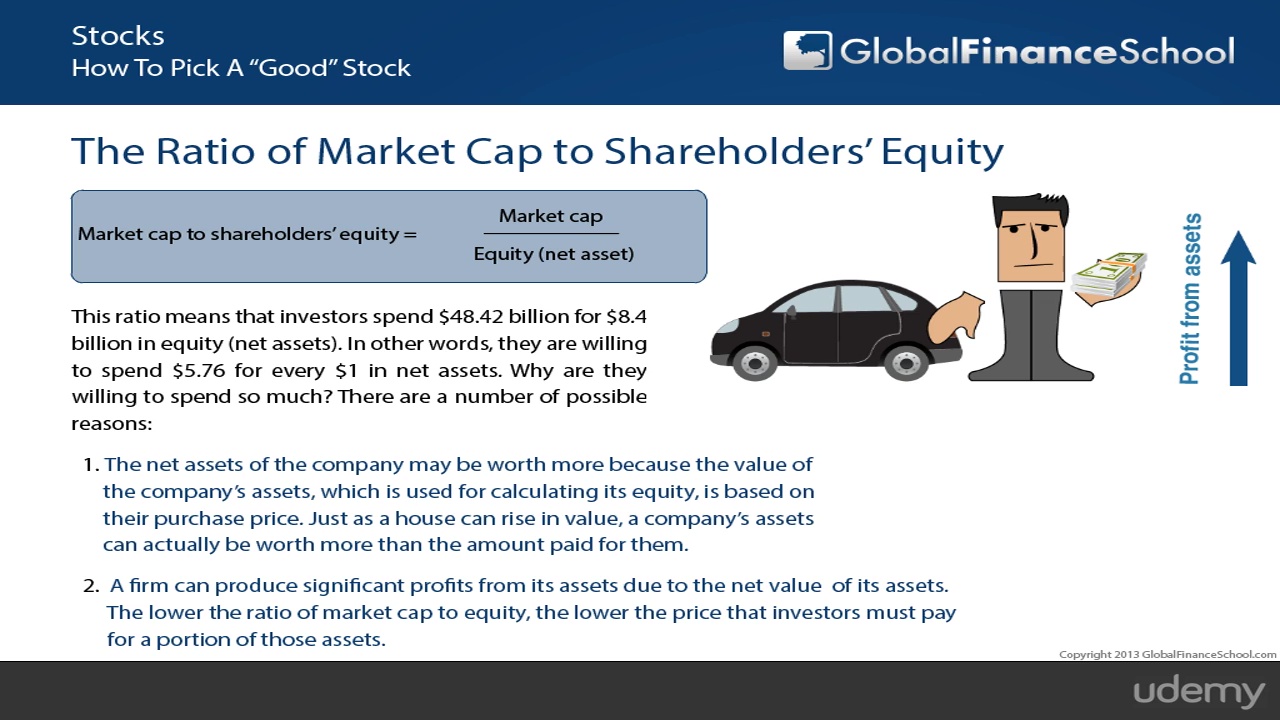 Stocks
How To Pick A “Good” Stock
GlobalFinanceSchool
The Ratio of Market Cap to Shareholders’ Equity
Market cap to shareholders’ equity =
Market cap
Equity (net asset)
This ratio means that investors spend $48.42 billion for $8.4
billion in equity (net assets). In other words, they are willing
to spend $5.76 for every $1 in net assets. Why are they
willing to spend so much? There are a number of possible
reasons:
Profit from assets
1. The net assets of the company may be worth more because the value of
the company’s assets, which is used for calculating its equity, is based on
their purchase price. Just as a house can rise in value, a company’s assets
can actually be worth more than the amount paid for them.
2. A firm can produce significant profits from its assets due to the net value of its assets.
The lower the ratio of market cap to equity, the lower the price that investors must pay
for a portion of those assets.
Copyright 2013 GlobalFinanceSchool.com
udemy